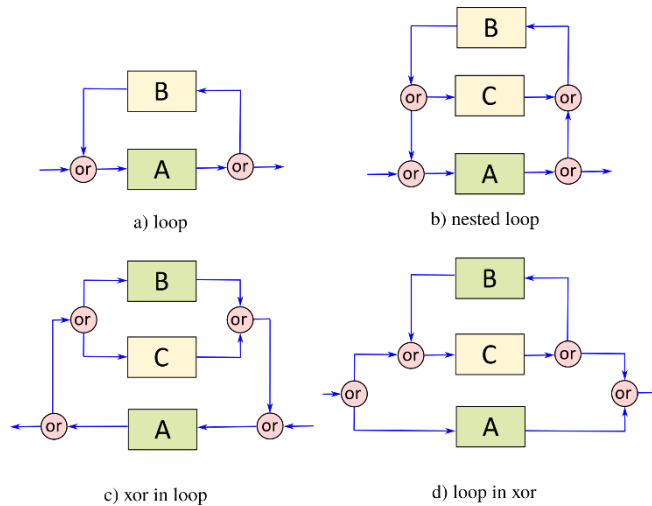 B
or
A
or
a) loop
B
or
C
or
or
A
or
b) nested loop
B
or
or
C
or
A
or
c) xor in loop
B
or
C
or
or
or
A
d) loop in xor